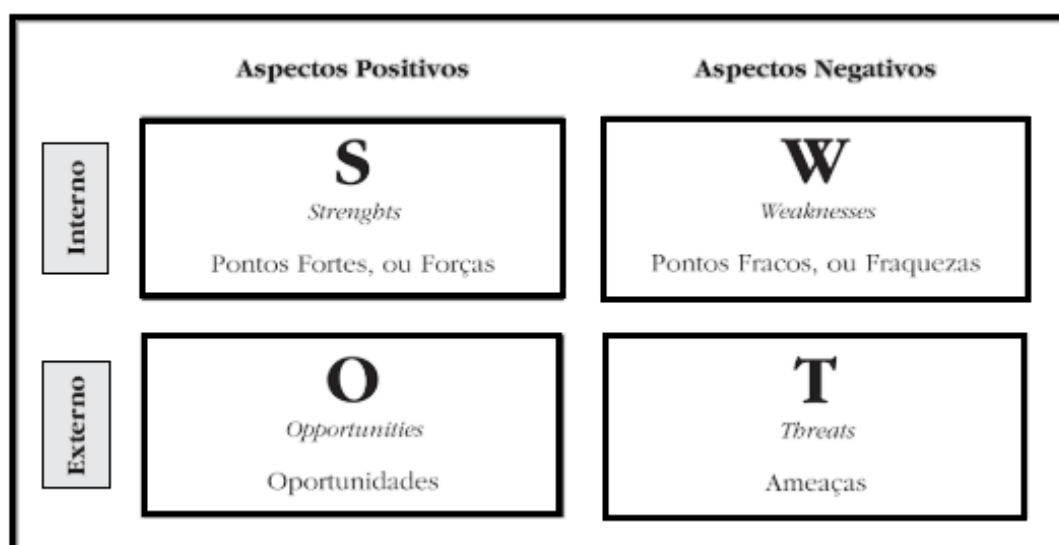 Aspectos Positivos
Aspectos Negativos
Interno
S
Strenghts
Pontos Fortes, ou Forças
W
Weaknesses
Pontos Fracos, ou Fraquezas
Externo
O
Opportunities
Oportunidades
T
Threats
Ameaças